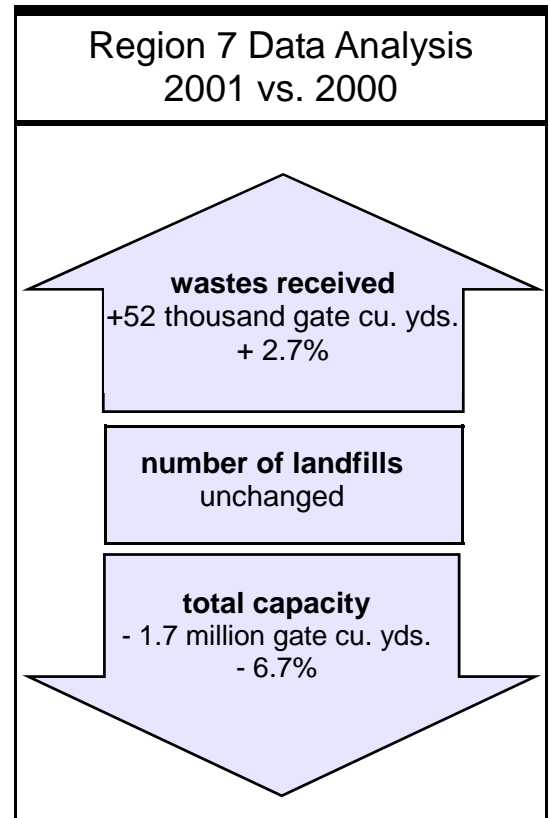 Region 7 Data Analysis
2001 vs. 2000
wastes received
+52 thousand gate cu. yds.
+ 2.7%
number of landfills
unchanged
total capacity
- 1.7 million gate cu. yds.
- 6.7%